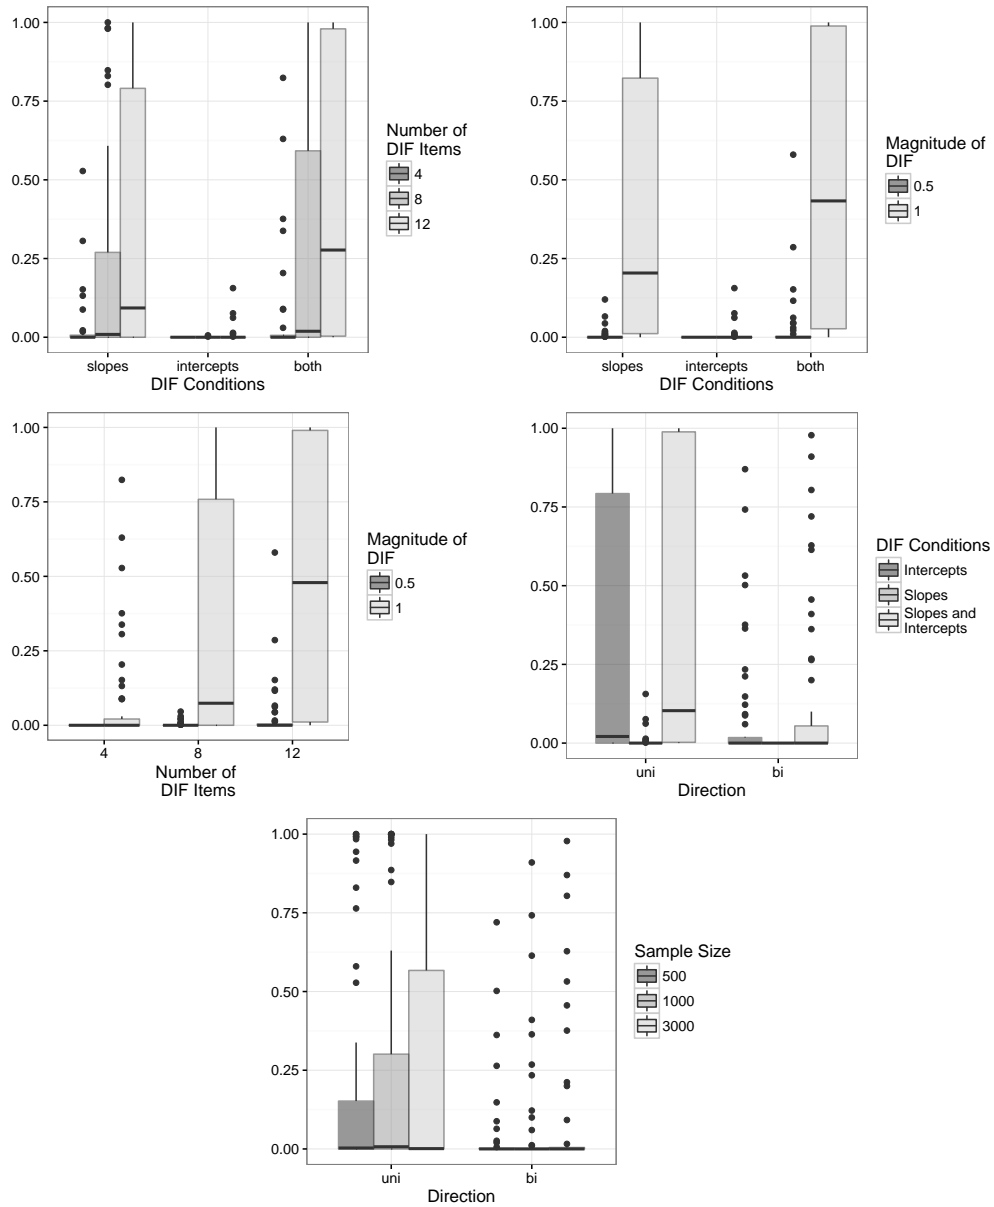 1.00
0.75
0.50
0.25
0.00
slopes
intercepts
both
DIF Conditions
Number of
DIF Items
4
8
12
1.00
0.75
0.50
0.25
0.00
slopes
intercepts
both
DIF Conditions
Magnitude of
DIF
0.5
1
1.00
0.75
0.50
0.25
0.00
4
8
12
Number of
DIF Items
Magnitude of
DIF
0.5
1
1.00
0.75
0.50
0.25
0.00
uni
bi
Direction
DIF Conditions
Intercepts
Slopes
Slopes and
Intercepts
1.00
0.75
0.50
0.25
0.00
uni
bi
Direction
Sample Size
500
1000
3000